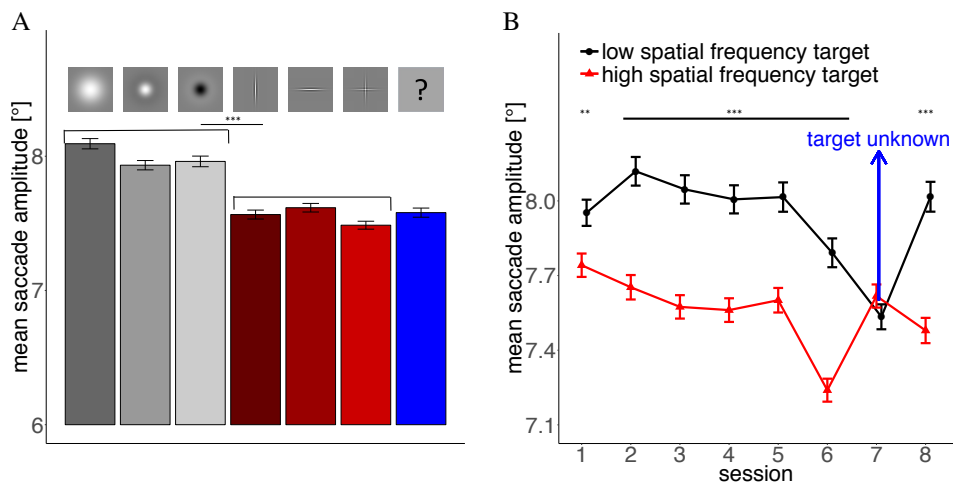 A
mean saccade amplitude [°]
8
7
6
?
***
B
mean saccade amplitude [°]
low spatial frequency target
high spatial frequency target
**
***
***
target unknown
8.0
7.7
7.4
7.1
1 2 3 4 5 6 7 8
session